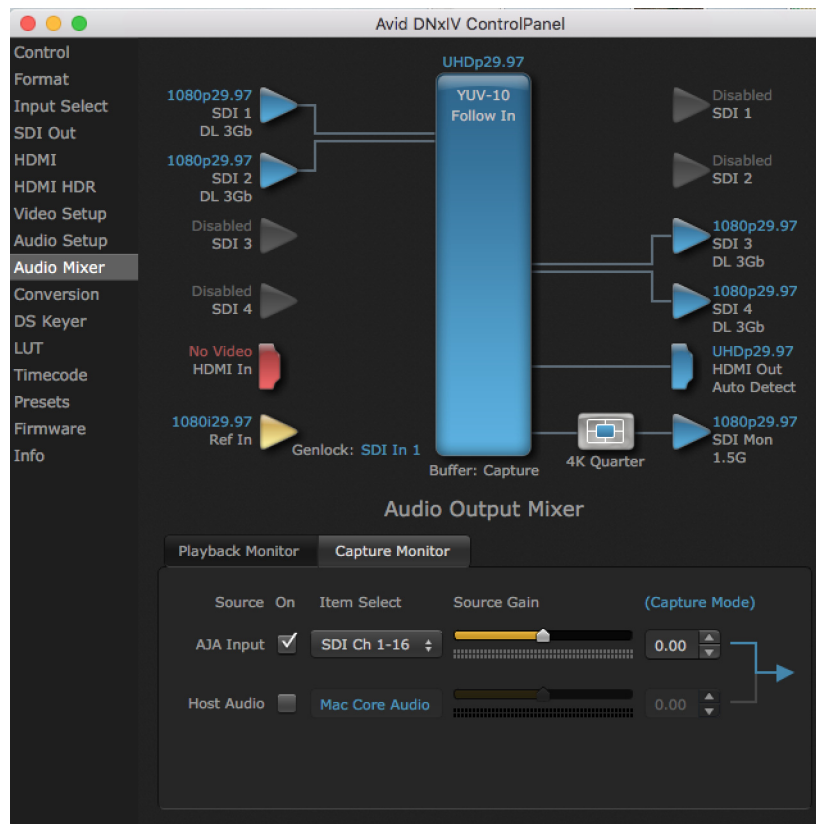 Avid DNxIV ControlPanel
Control
Format
Input Select
SDI Out
HDMI
HDMI HDR
Video Setup
Audio Setup
Audio Mixer
Conversion
DS Keyer
LUT
Timecode
Presets
Firmware
Info
1080p29.97
SDI 1
DL 3Gb
1080p29.97
SDI 2
DL 3Gb
Disabled
SDI 3
Disabled
SDI 4
No Video
HDMI In
1080i29.97
Ref In
Genlock: SDI In 1
UHDp29.97
YUV-10
Follow In
Buffer: Capture
4K Quarter
Disabled
SDI 1
Disabled
SDI 2
1080p29.97
SDI 3
DL 3Gb
1080p29.97
SDI 4
DL 3Gb
UHDp29.97
HDMI Out
Auto Detect
1080p29.97
SDI Mon
1.5G
Audio Output Mixer
Playback Monitor
Capture Monitor
Source On Item Select Source Gain (Capture Mode)
AJA Input SDI Ch 1-16 0.00
Host Audio Mac Core Audio 0.00